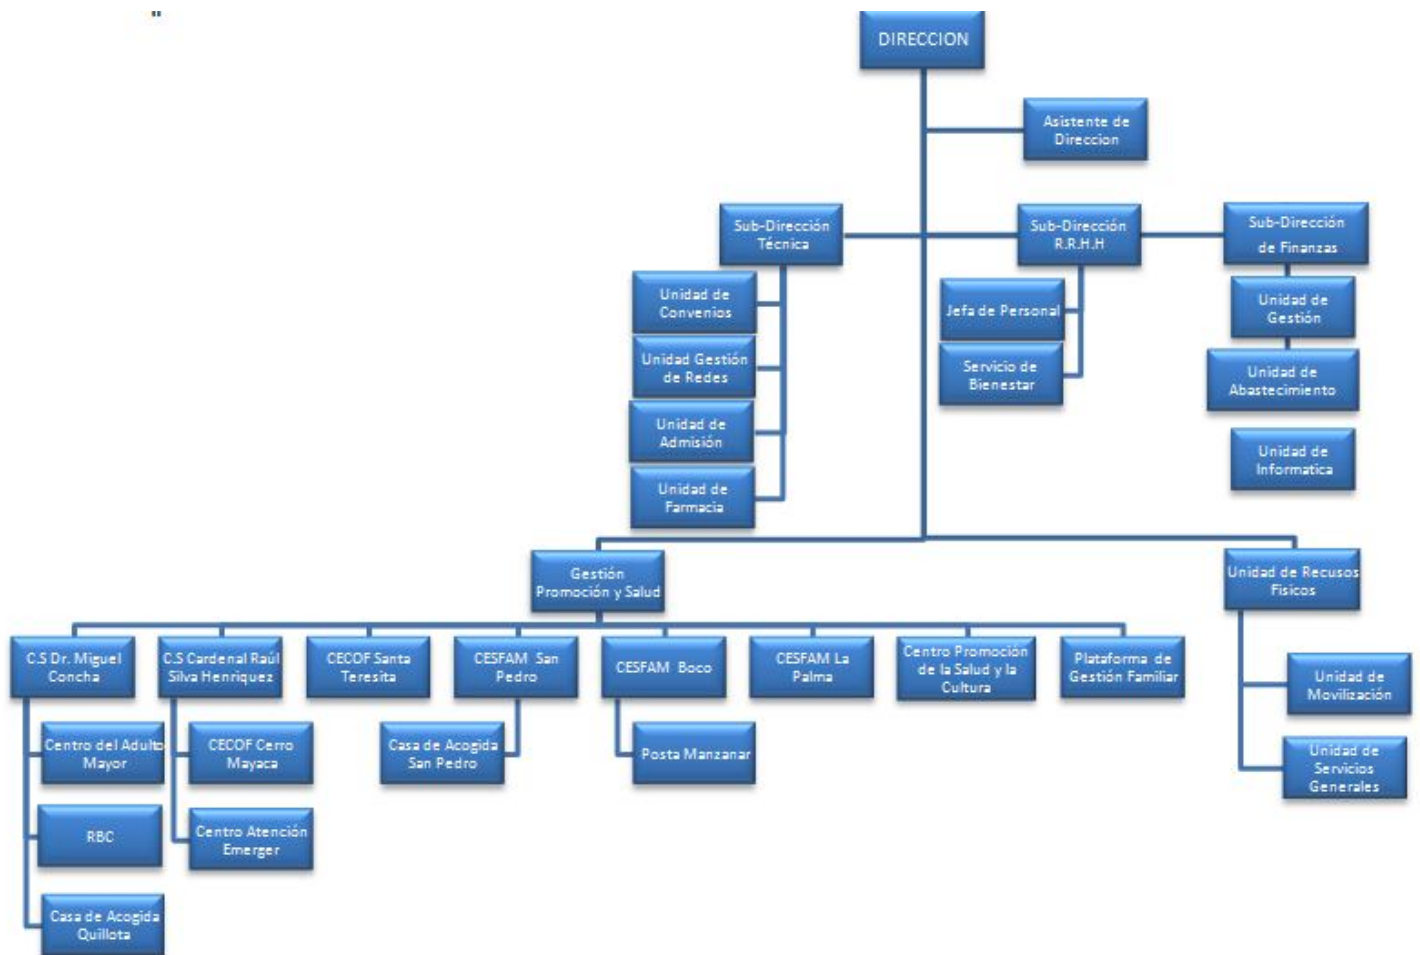 "
DIRECCION
Asistente de
Direccion
Sub-Dirección
Técnica
Sub-Dirección
R.R.H.H
Sub-Dirección
de Finanzas
Unidad de
Convenios
Unidad Gestión
de Redes
Unidad de
Admisión
Unidad de
Farmacia
Jefa de Personal
Servicio de
Bienestar
Unidad de
Gestión
Unidad de
Abastecimiento
Unidad de
Informatica
Gestión
Promoción y Salud
Unidad de Recusos
Fisicos
C.S Dr. Miguel
Concha
C.S Cardenal Raúl
Silva Henriquez
CECOF Santa
Teresita
CESFAM San
Pedro
CESFAM Boco
CESFAM La
Palma
Centro Promoción
de la Salud y la
Cultura
Plataforma de
Gestión Familiar
Centro del Adulto
Mayor
RBC
Casa de Acogida
Quillota
CECOF Cerro
Mayaca
Centro Atención
Emerger
Casa de Acogida
San Pedro
Posta Manzanar
Unidad de
Movilización
Unidad de
Servicios
Generales